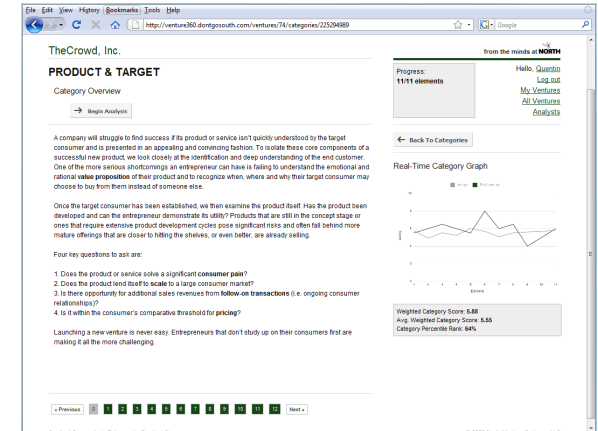 File Edit View History Bookmarks Tools Help
http://venture360.dontgosouth.com/ventures/74/categories/225294989
Google
TheCrowd, Inc.
from the minds at NORTH
PRODUCT & TARGET
Category Overview
Begin Analysis
Progress:
11/11 elements
Hello, Quentin
Log out
My Ventures
All Ventures
Analysts
A company will struggle to find success if its product or service isn't quickly understood by the target
consumer and is presented in an appealing and convincing fashion. To isolate these core components of a
successful new product, we look closely at the identification and deep understanding of the end customer.
One of the more serious shortcomings an entrepreneur can have is failing to understand the emotional and
rational value proposition of their product and to recognize when, where and why their target consumer may
choose to buy from them instead of someone else.
Once the target consumer has been established, we then examine the product itself. Has the product been
developed and can the entrepreneur demonstrate its utility? Products that are still in the concept stage or
ones that require extensive product development cycles pose significant risks and often fall behind more
mature offerings that are closer to hitting the shelves, or even better, are already selling.
Four key questions to ask are:
1. Does the product or service solve a significant consumer pain?
2. Does the product lend itself to scale to a large consumer market?
3. Is there opportunity for additional sales revenues from follow-on transactions (i.e. ongoing consumer
relationships)?
4. Is it within the consumer's comparative threshold for pricing?
Launching a new venture is never easy. Entrepreneurs that don't study up on their consumers first are
making it all the more challenging.
Back To Categories
Real-Time Category Graph
Element
Weighted Category Score: 5.88
Avg. Weighted Category Score: 5.55
Category Percentile Rank: 64%
« Previous 0 1 2 3 4 5 6 7 8 9 10 11 12 Next »